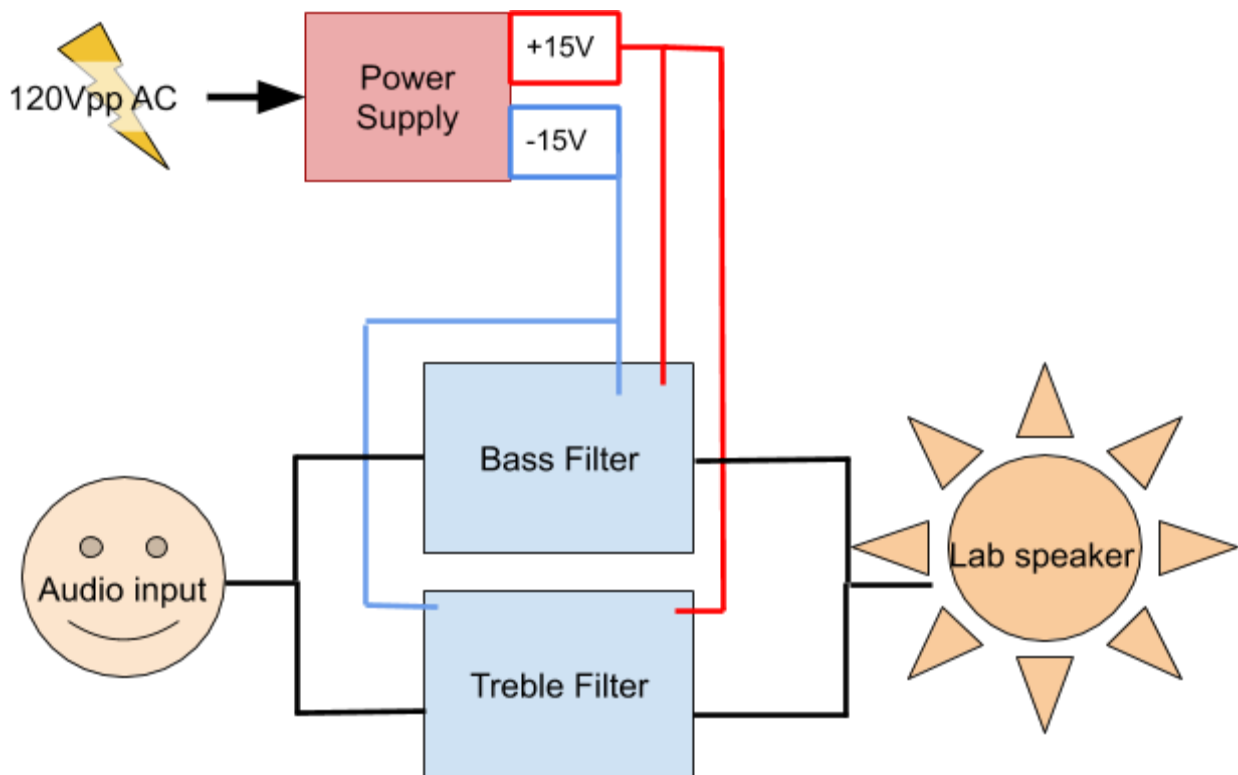 +15V
120Vpp AC
Power
Supply
-15V
Bass Filter
Lab speaker
Audio input
Treble Filter